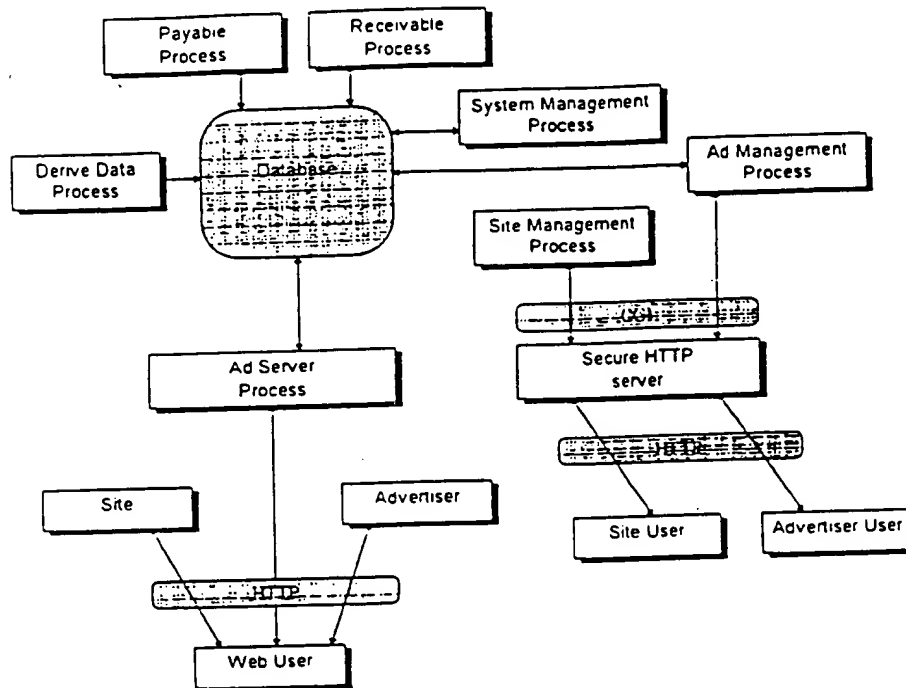 Payable
Process
Receivable
Process
System Management
Process
Ad Management
Process
Derive Data
Process
Database
Site Management
Process
CGI
Ad Server
Process
Secure HTTP
server
HTTP
Site
Advertiser
Site User
Advertiser User
HTTP
Web User